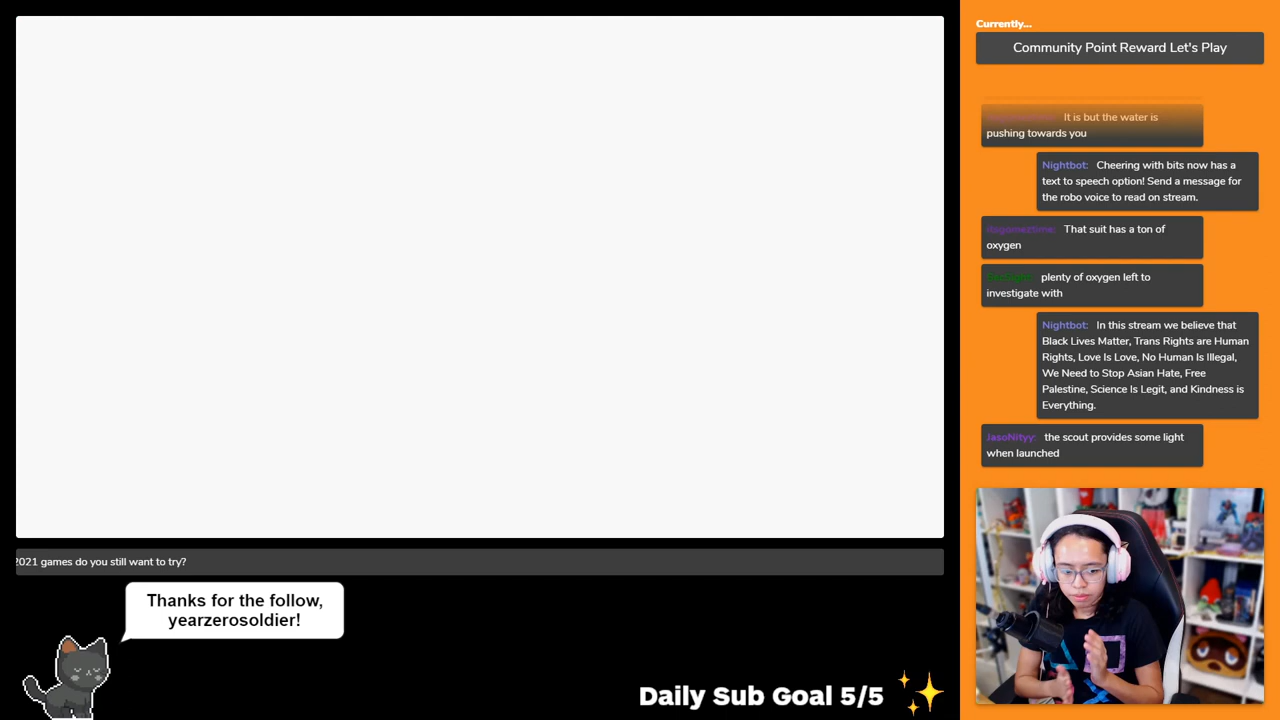 Currently...
Community Point Reward Let's Play
It is but the water is
pushing towards you
Nightbot: Cheering with bits now has a
text to speech option! Send a message for
the robo voice to read on stream.
That suit has a ton of
oxygen
plenty of oxygen left to
investigate with
Nightbot: In this stream we believe that
Black Lives Matter, Trans Rights are Human
Rights, Love Is Love, No Human Is Illegal,
We Need to Stop Asian Hate, Free
Palestine, Science Is Legit, and Kindness is
Everything.
JasoNityy: the scout provides some light
when launched
2021 games do you still want to try?
Thanks for the follow,
yearzerosoldier!
Daily Sub Goal 5/5